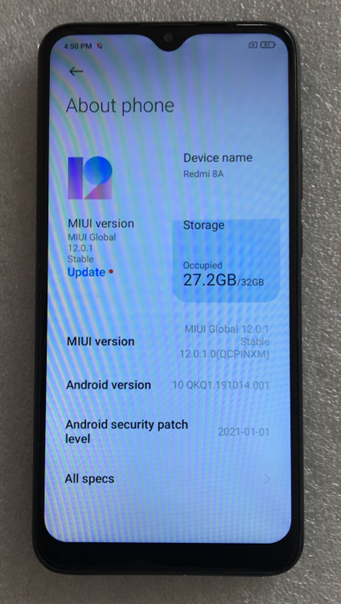 4:50 PM
About phone
12
Device name
Redmi 8A
MIUI version
MIUI Global
12.0.1
Stable
Update
Storage
Occupied
27.2GB/32GB
MIUI version
MIUI Global 12.0.1
Stable
12.0.1.0(QCPINXM)
Android version
10 QKQ1.191014.001
Android security patch
level
2021-01-01
All specs